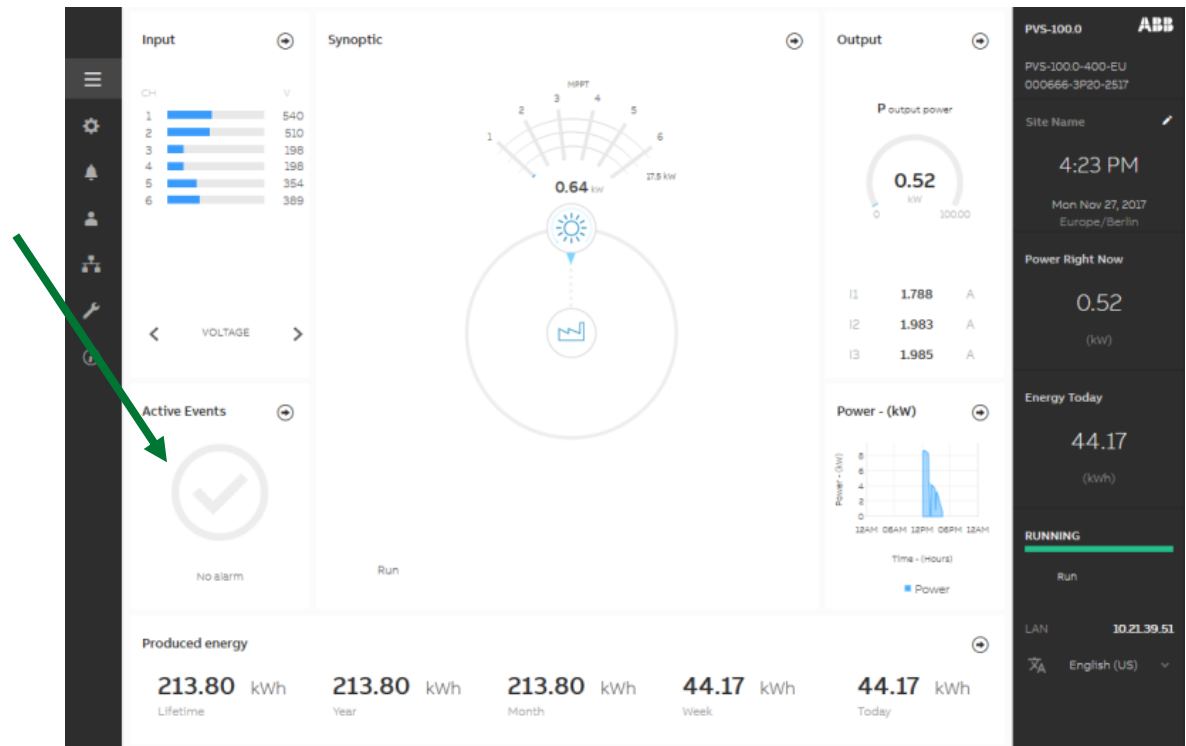 Input
CH V
1 540
2 510
3 198
4 198
5 354
6 389
VOLTAGE
Synoptic
MPPT
1 2 3 4 5 6
17.5 kW
0.64 kW
Run
Output
P output power
0.52
kW
0 100.00
I1 1.788 A
I2 1.983 A
I3 1.985 A
Active Events
No alarm
Power - (kW)
Power - (kW)
8
6
4
2
0
12AM 06AM 12PM 06PM 12AM
Time - (Hours)
Power
Produced energy
213.80 kWh 213.80 kWh 213.80 kWh 44.17 kWh 44.17 kWh
Lifetime Year Month Week Today
PVS-100.0 ABB
PVS-100.0-400-EU
000666-3P20-2517
Site Name
4:23 PM
Mon Nov 27, 2017
Europe/Berlin
Power Right Now
0.52
(kW)
Energy Today
44.17
(kWh)
RUNNING
Run
LAN 10.21.39.51
English (US)